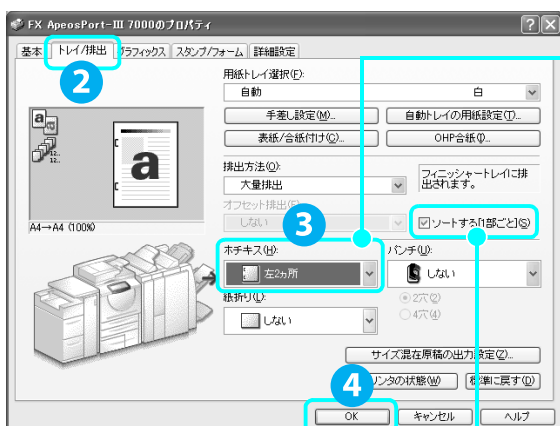 FX ApeosPort-III 7000のプロパティ
基本 トレイ/排出 グラフィックス スタンプ/フォーム 詳細設定
2
用紙トレイ選択(F):
自動 白
手差し設定(M)... 自動トレイの用紙設定(T)...
表紙/合紙付け(C)... OHP合紙(I)...
排出方法(O):
大量排出
フィニッシャートレイに排出されます。
しない
ソートする[1部ごと](S)
A4→A4 (100%)
3
ホチキス(H): パンチ(U):
左2ヵ所 しない
紙折り(L): 2穴(2)
しない 4穴(4)
サイズ混在原稿の出力設定(Z)...
4
リンタの状態(W) 標準に戻す(D)
OK キャンセル ヘルプ